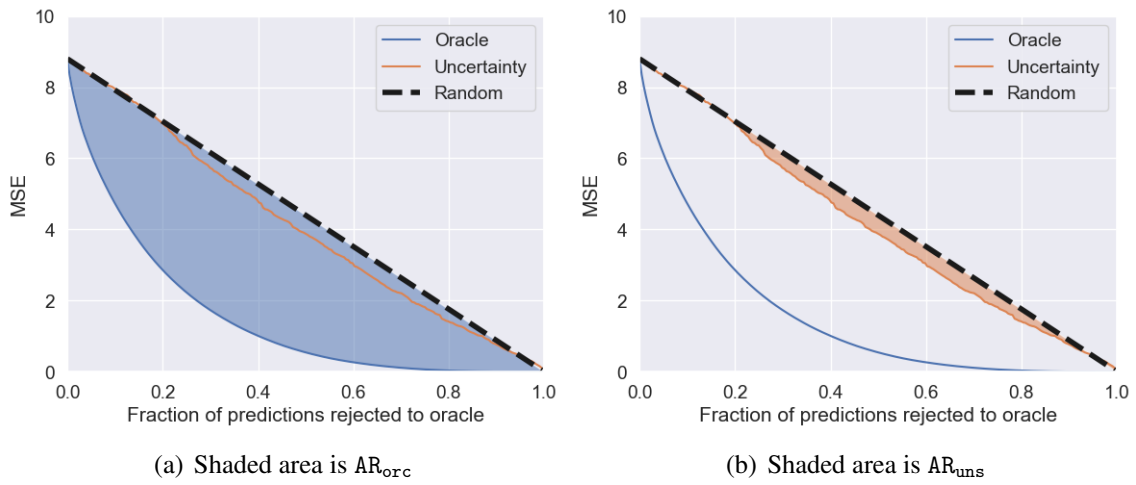 10
8
6
4
2
0
MSE
Oracle
Uncertainty
Random
0.0 0.2 0.4 0.6 0.8 1.0
Fraction of predictions rejected to oracle
(a) Shaded area is ARorc
10
8
6
4
2
0
MSE
Oracle
Uncertainty
Random
0.0 0.2 0.4 0.6 0.8 1.0
Fraction of predictions rejected to oracle
(b) Shaded area is ARuns